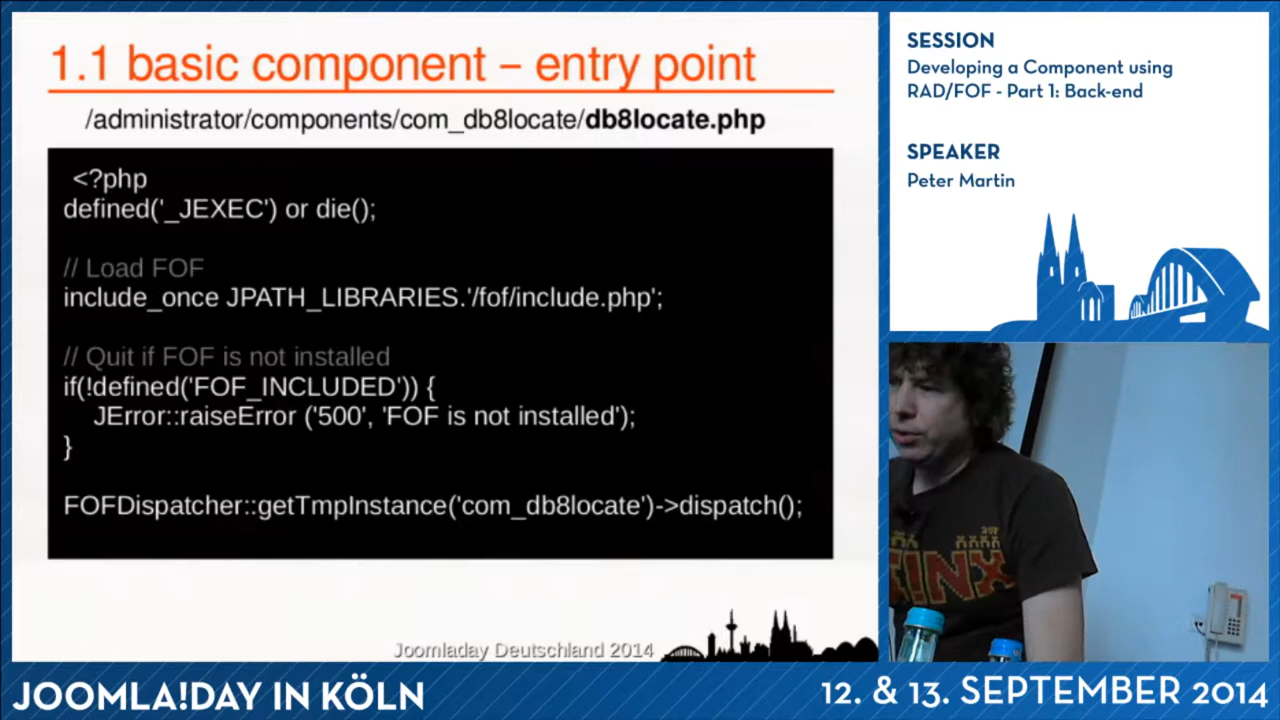 1.1 basic component – entry point
/administrator/components/com_db8locate/db8locate.php
<?php
defined('_JEXEC') or die();
// Load FOF
include_once JPATH_LIBRARIES.'/fof/include.php';
// Quit if FOF is not installed
if(!defined('FOF_INCLUDED')) {
JError::raiseError ('500', 'FOF is not installed');
}
FOFDispatcher::getTmpInstance('com_db8locate')->dispatch();
Joomladay Deutschland 2014
SESSION
Developing a Component using
RAD/FOF - Part 1: Back-end
SPEAKER
Peter Martin
JOOMLA!DAY IN KÖLN
12. & 13. SEPTEMBER 2014